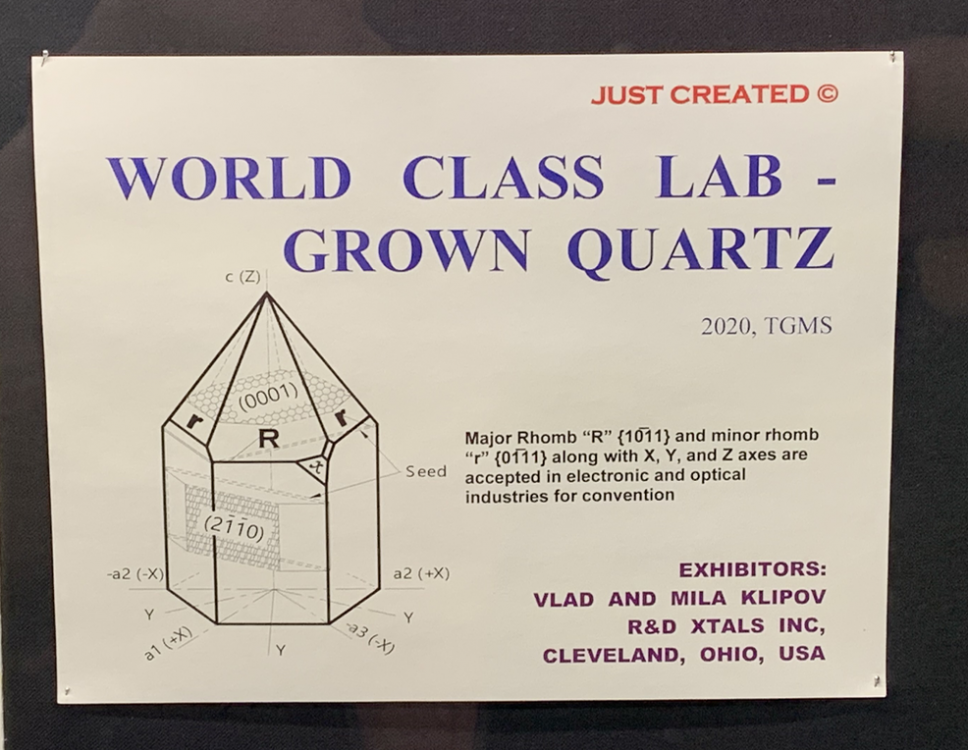 JUST CREATED ©
WORLD CLASS LAB -
GROWN QUARTZ
2020, TGMS
c (Z)
(0001)
r
R
r
x
Seed
(21̄1̄0)
-a2 (-X)
a2 (+X)
Y
Y
a1 (+X)
Y
-a3 (-X)
Major Rhomb “R” {101̄1} and minor rhomb
“r” {011̄1} along with X, Y, and Z axes are
accepted in electronic and optical
industries for convention
EXHIBITORS:
VLAD AND MILA KLIPOV
R&D XTALS INC,
CLEVELAND, OHIO, USA